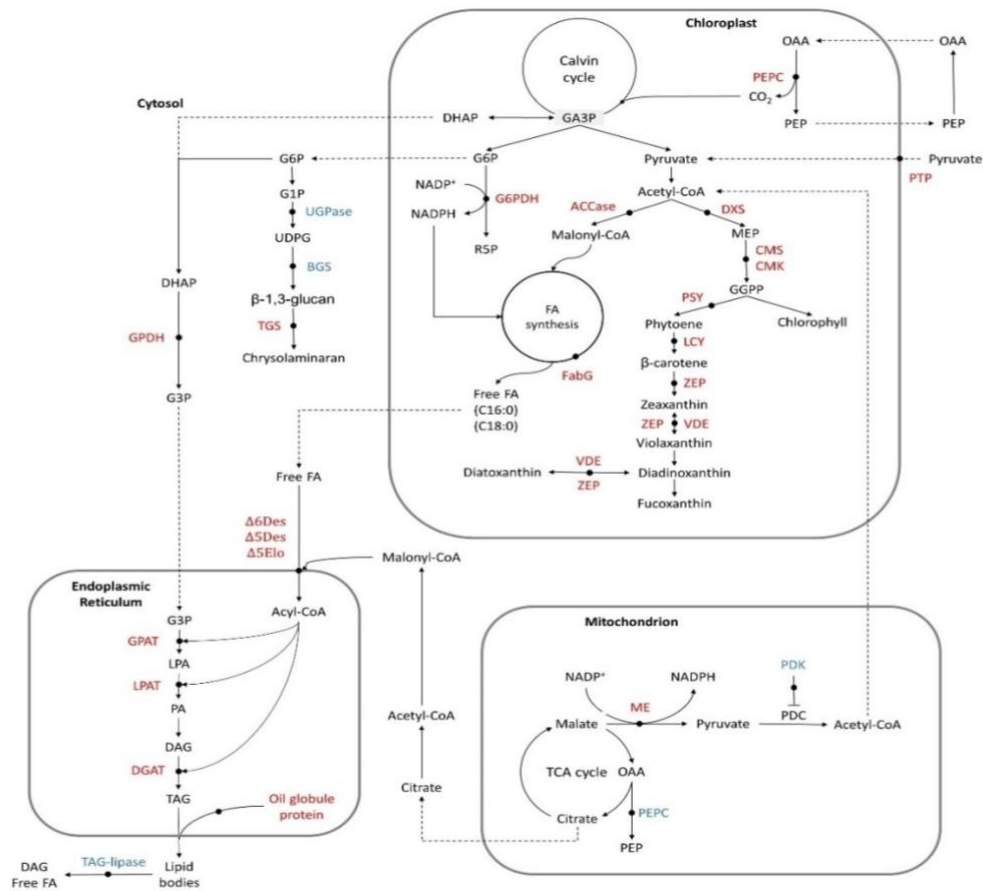 Chloroplast
Calvin
cycle
OAA
OAA
PEPC
CO2
PEP
PEP
Cytosol
DHAP
GA3P
G6P
G6P
Pyruvate
Pyruvate
PTP
NADP+
G6PDH
NADPH
R5P
G1P
UGPase
UDPG
BGS
β-1,3-glucan
TGS
Chrysolaminaran
Acetyl-CoA
ACCase
DXS
Malonyl-CoA
MEP
CMS
CMK
GGPP
PSY
Phytoene
Chlorophyll
LCY
β-carotene
ZEP
Zeaxanthin
ZEP
VDE
Violaxanthin
VDE
Diatoxanthin
Diadinoxanthin
ZEP
Fucoxanthin
FA
synthesis
FabG
Free FA
(C16:0)
(C18:0)
DHAP
GPDH
G3P
Free FA
Δ6Des
Δ5Des
Δ5Elo
Malonyl-CoA
Endoplasmic
Reticulum
G3P
Acyl-CoA
GPAT
LPA
LPAT
PA
DAG
DGAT
TAG
Oil globule
protein
TAG-lipase
DAG
Free FA
Lipid
bodies
Acetyl-CoA
Citrate
Mitochondrion
NADP+
NADPH
PDK
ME
Malate
Pyruvate
PDC
Acetyl-CoA
TCA cycle
OAA
PEPC
Citrate
PEP